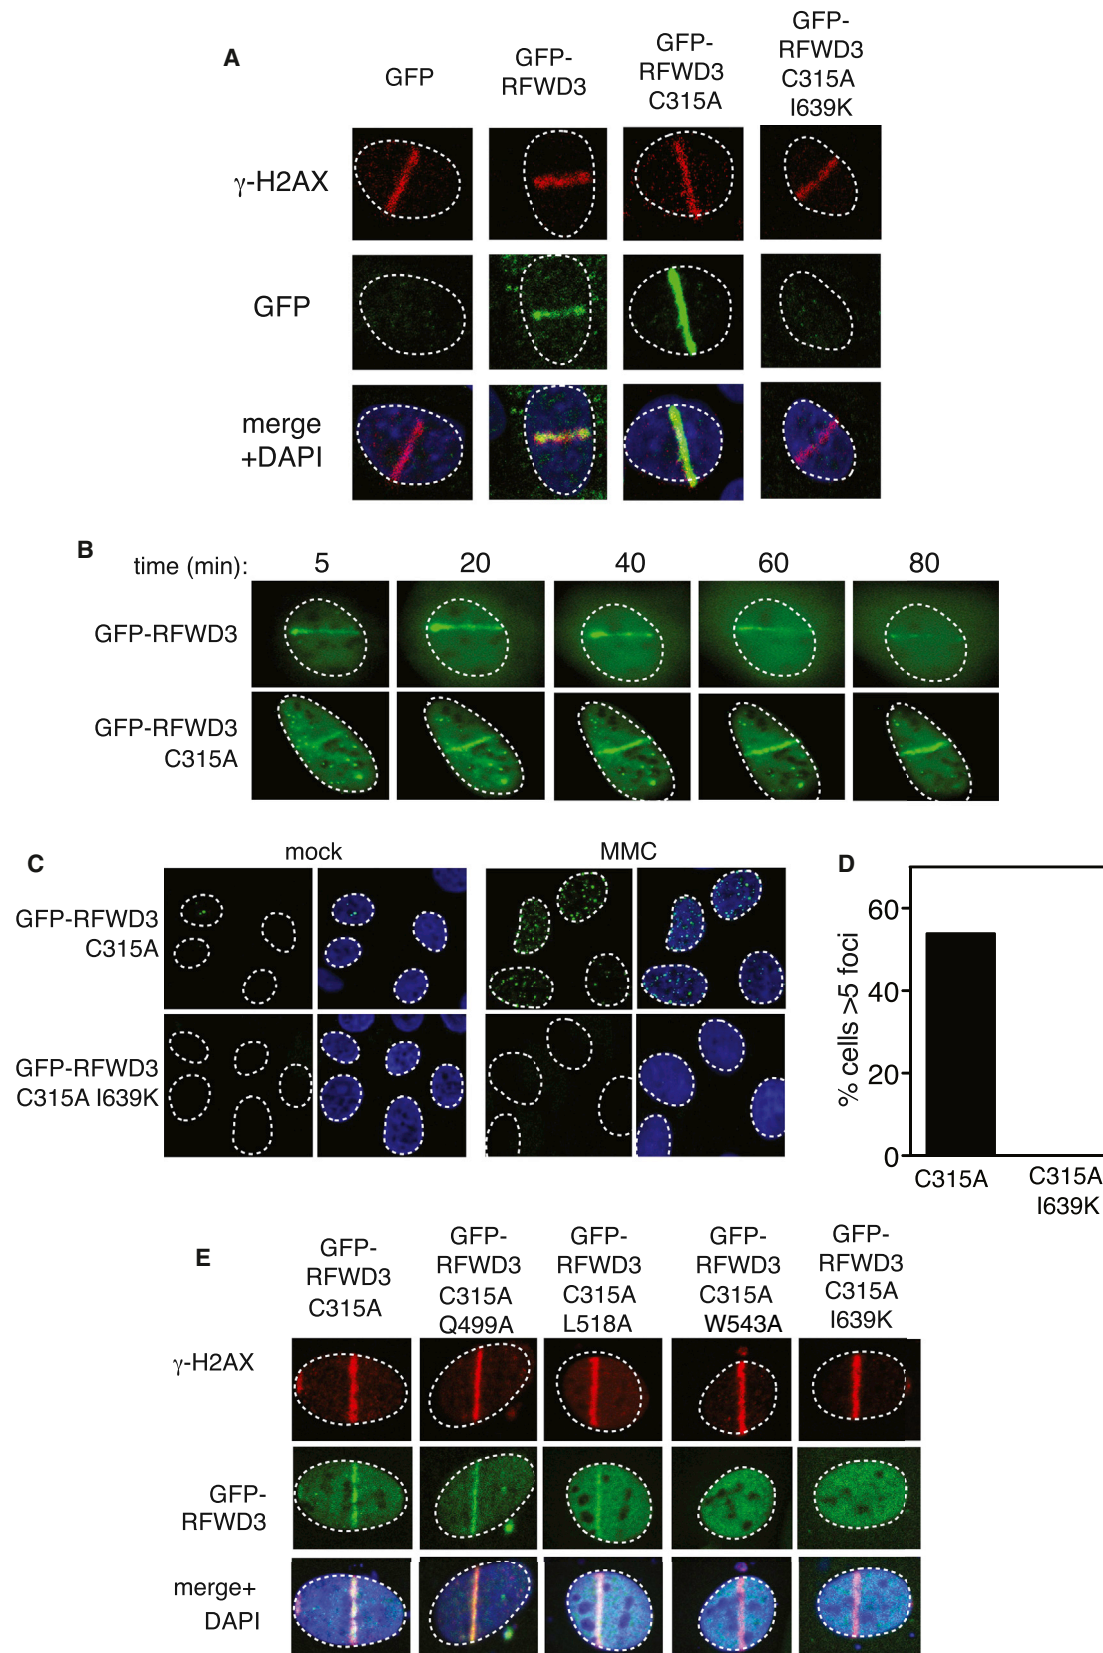 A
GFP
GFP-
RFWD3
GFP-
RFWD3
C315A
GFP-
RFWD3
C315A
I639K
γ-H2AX
GFP
merge
+DAPI
B
time (min): 5 20 40 60 80
GFP-RFWD3
GFP-RFWD3
C315A
C
mock MMC
GFP-RFWD3
C315A
GFP-RFWD3
C315A I639K
D
% cells >5 foci
60
40
20
0
C315A
C315A
I639K
E
GFP-
RFWD3
C315A
GFP-
RFWD3
C315A
Q499A
GFP-
RFWD3
C315A
L518A
GFP-
RFWD3
C315A
W543A
GFP-
RFWD3
C315A
I639K
γ-H2AX
GFP-
RFWD3
merge+
DAPI